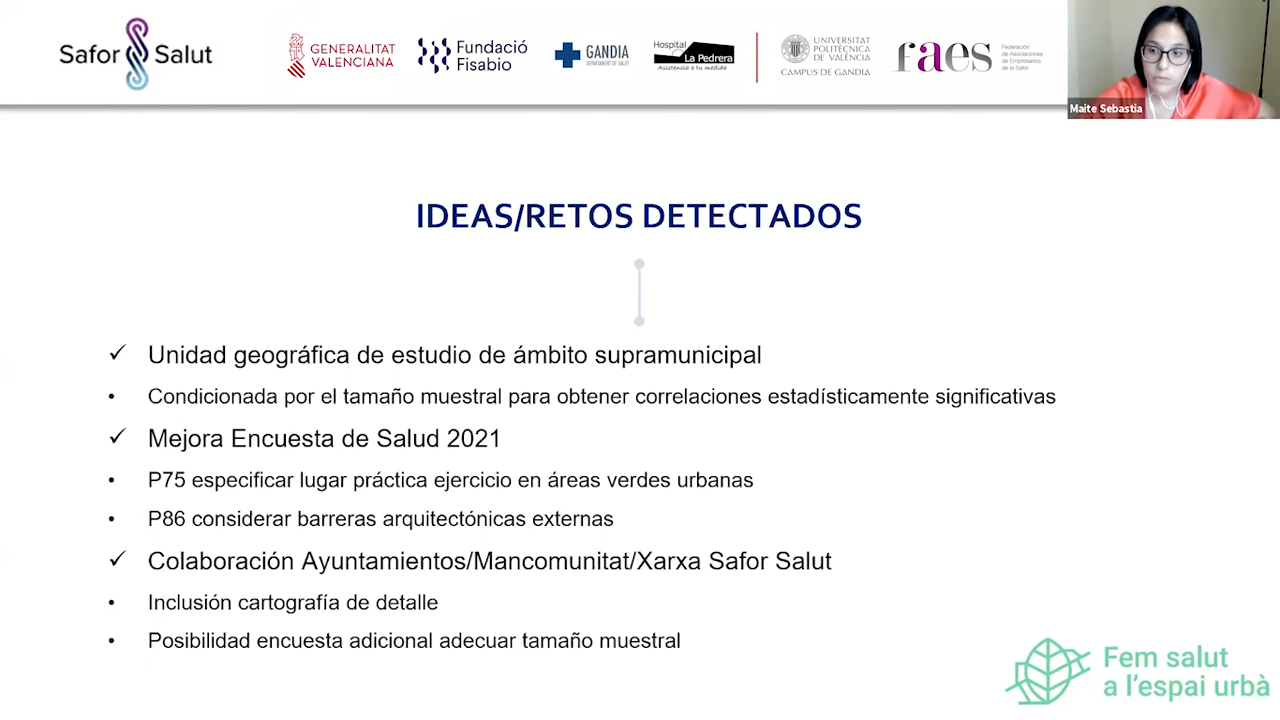 Safor Salut
GENERALITAT
VALENCIANA
Fundació
Fisabio
GANDIA
DEPARTAMENT DE SALUT
Hospital
La Pedrera
Asistencia a tu medida
UNIVERSITAT
POLITÈCNICA
DE VALÈNCIA
CAMPUS DE GANDIA
faes
Federación
de Asociaciones
de Empresarios
de la Safor
Maite Sebastia
IDEAS/RETOS DETECTADOS
✓ Unidad geográfica de estudio de ámbito supramunicipal
• Condicionada por el tamaño muestral para obtener correlaciones estadísticamente significativas
✓ Mejora Encuesta de Salud 2021
• P75 especificar lugar práctica ejercicio en áreas verdes urbanas
• P86 considerar barreras arquitectónicas externas
✓ Colaboración Ayuntamientos/Mancomunitat/Xarxa Safor Salut
• Inclusión cartografía de detalle
• Posibilidad encuesta adicional adecuar tamaño muestral
Fem salut
a l'espai urbà